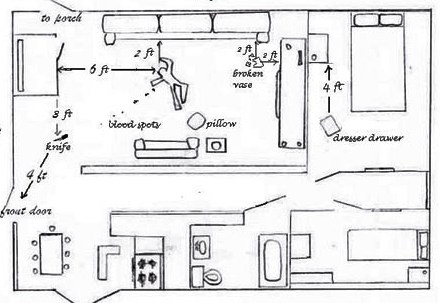 to porch
2 ft
2 ft
2 ft
6 ft
broken
vase
4 ft
3 ft
blood spots
pillow
dresser drawer
knife
4 ft
front door